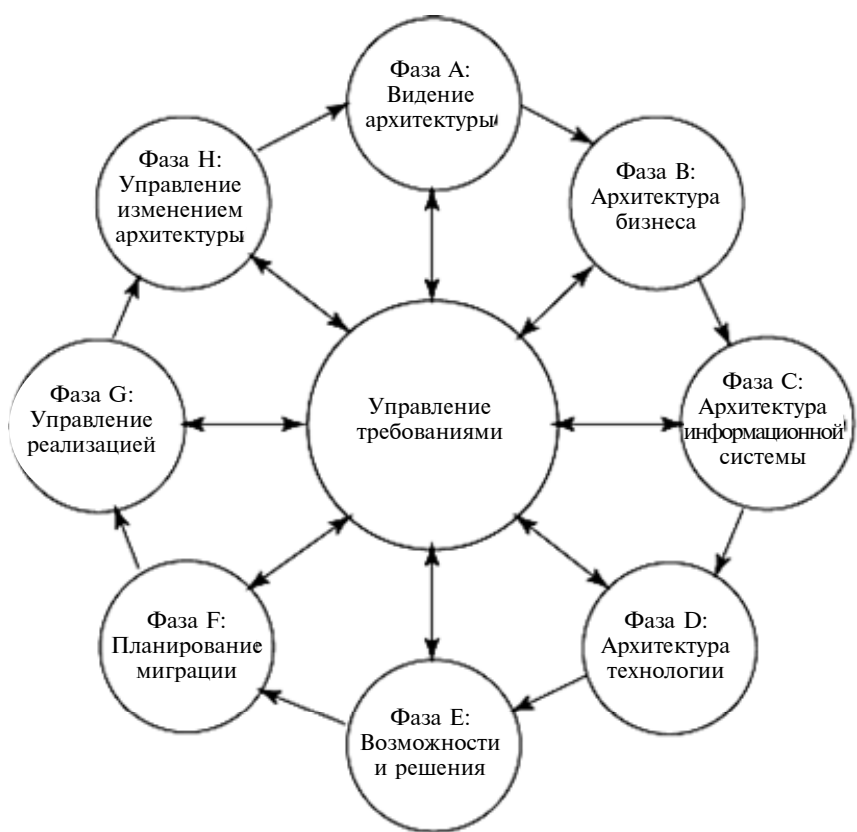 Фаза A:
Видение
архитектуры
Фаза B:
Архитектура
бизнеса
Фаза C:
Архитектура
информационной
системы
Фаза D:
Архитектура
технологии
Фаза E:
Возможности
и решения
Фаза F:
Планирование
миграции
Фаза G:
Управление
реализацией
Фаза H:
Управление
изменением
архитектуры
Управление
требованиями